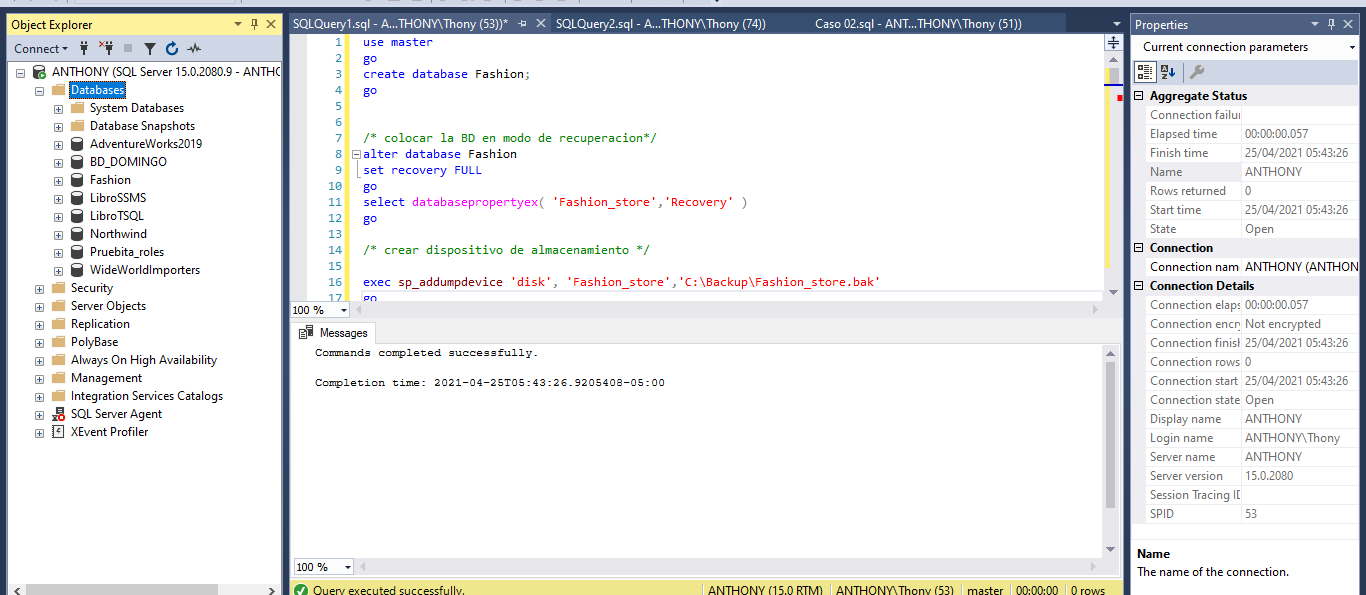 Object Explorer
Connect
ANTHONY (SQL Server 15.0.2080.9 - ANTHO
Databases
System Databases
Database Snapshots
AdventureWorks2019
BD_DOMINGO
Fashion
LibroSSMS
LibroTSQL
Northwind
Pruebita_roles
WideWorldImporters
Security
Server Objects
Replication
PolyBase
Always On High Availability
Management
Integration Services Catalogs
SQL Server Agent
XEvent Profiler
SQLQuery1.sql - A...THONY\Thony (53))* SQLQuery2.sql - A...THONY\Thony (74)) Caso 02.sql - ANT...THONY\Thony (51))
1 use master
2 go
3 create database Fashion;
4 go
5
6
7 /* colocar la BD en modo de recuperacion*/
8 alter database Fashion
9 set recovery FULL
10 go
11 select databasepropertyex( 'Fashion_store','Recovery' )
12 go
13
14 /* crear dispositivo de almacenamiento */
15
16 exec sp_addumpdevice 'disk', 'Fashion_store','C:\Backup\Fashion_store.bak'
17 go
100 %
Messages
Commands completed successfully.
Completion time: 2021-04-25T05:43:26.9205408-05:00
100 %
Query executed successfully. ANTHONY (15.0 RTM) ANTHONY\Thony (53) master 00:00:00 0 rows
Properties
Current connection parameters
Aggregate Status
Connection failur
Elapsed time 00:00:00.057
Finish time 25/04/2021 05:43:26
Name ANTHONY
Rows returned 0
Start time 25/04/2021 05:43:26
State Open
Connection
Connection nam ANTHONY (ANTHON
Connection Details
Connection elaps 00:00:00.057
Connection encry Not encrypted
Connection finish 25/04/2021 05:43:26
Connection rows 0
Connection start 25/04/2021 05:43:26
Connection state Open
Display name ANTHONY
Login name ANTHONY\Thony
Server name ANTHONY
Server version 15.0.2080
Session Tracing ID
SPID 53
Name
The name of the connection.